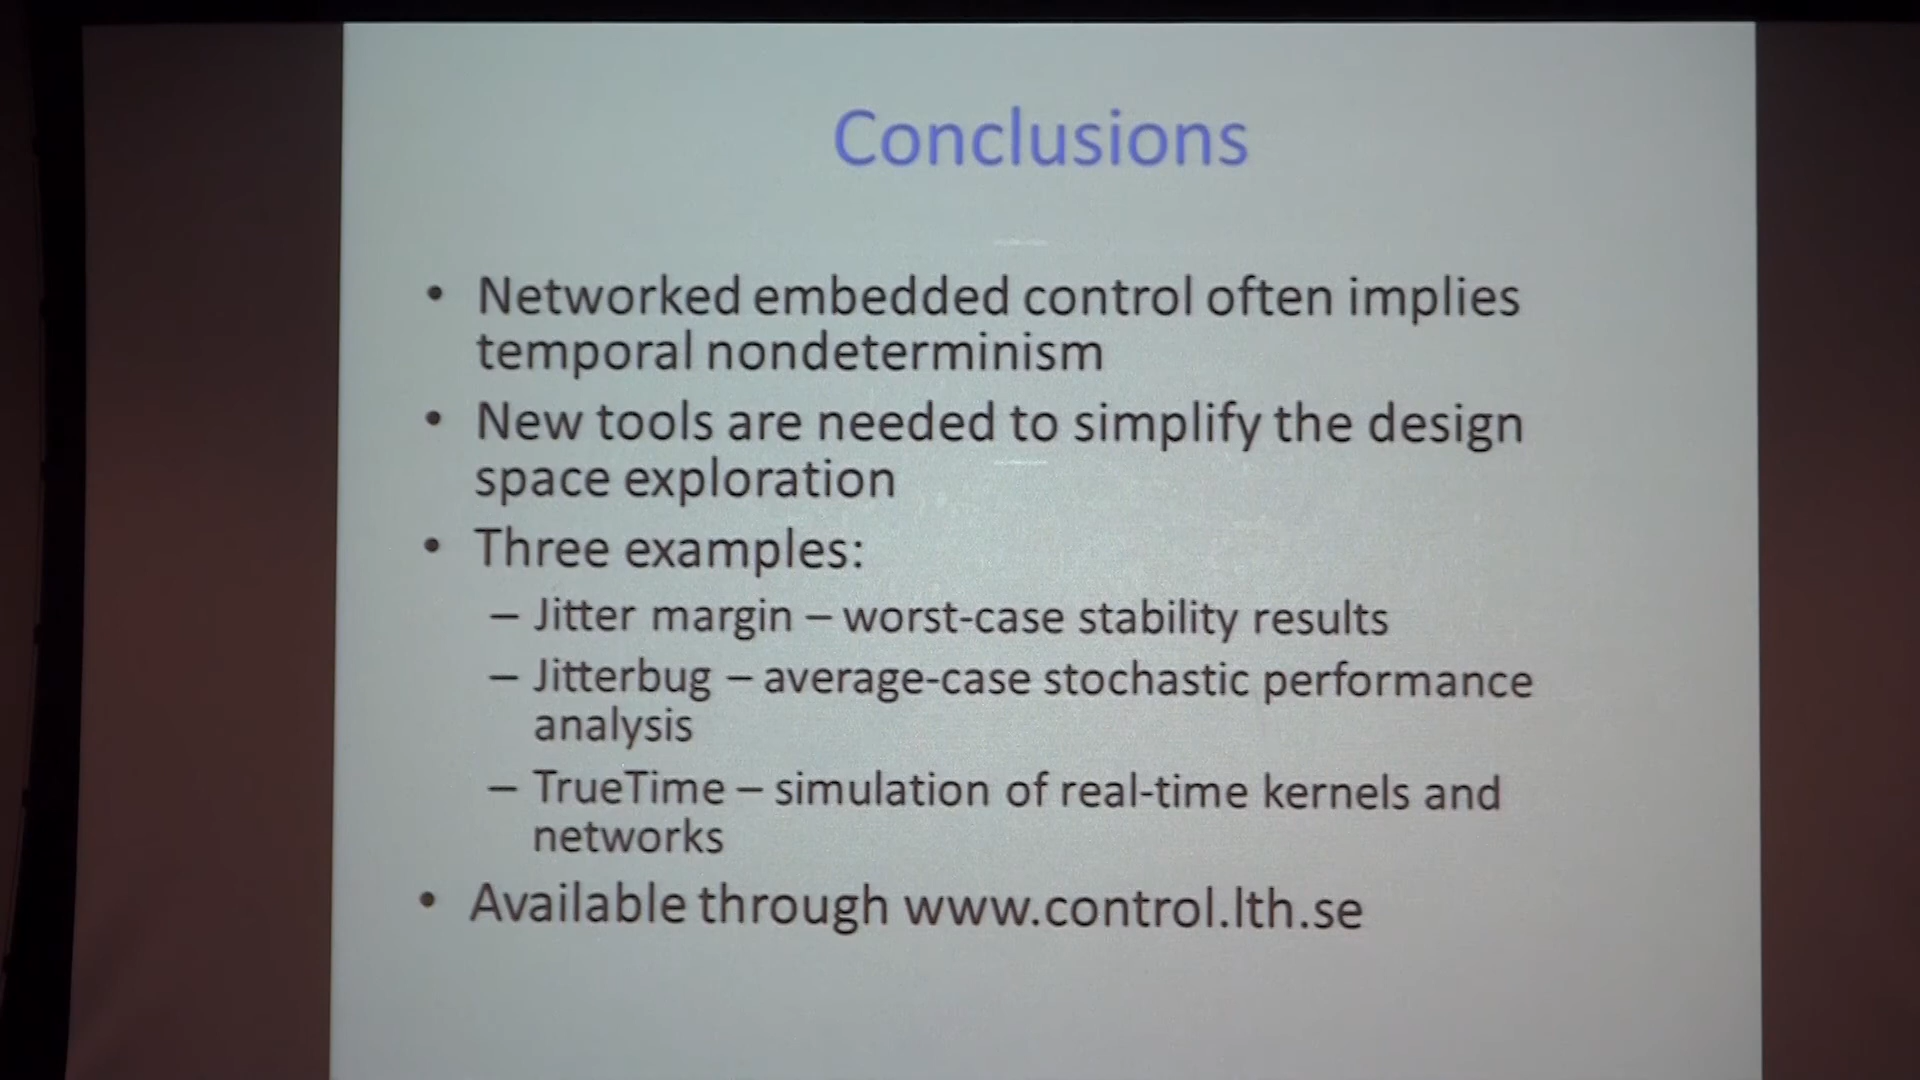 Conclusions
• Networked embedded control often implies
temporal nondeterminism
• New tools are needed to simplify the design
space exploration
• Three examples:
– Jitter margin – worst-case stability results
– Jitterbug – average-case stochastic performance
analysis
– TrueTime – simulation of real-time kernels and
networks
• Available through www.control.lth.se